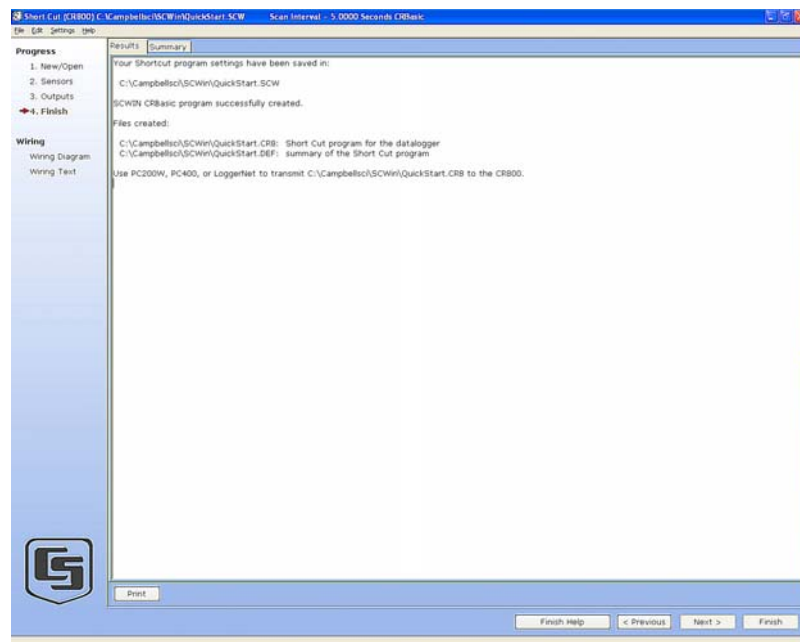 Short Cut (CR800) C:\Campbellsci\SCWin\QuickStart.SCW Scan Interval = 5.0000 Seconds CRBasic
File Edit Settings Help
Progress
1. New/Open
2. Sensors
3. Outputs
4. Finish
Wiring
Wiring Diagram
Wiring Text
Results Summary
Your Shortcut program settings have been saved in:
C:\Campbellsci\SCWin\QuickStart.SCW
SCWIN CRBasic program successfully created.
Files created:
C:\Campbellsci\SCWin\QuickStart.CR8: Short Cut program for the datalogger
C:\Campbellsci\SCWin\QuickStart.DEF: summary of the Short Cut program
Use PC200W, PC400, or LoggerNet to transmit C:\Campbellsci\SCWin\QuickStart.CR8 to the CR800.
CS
Print
Finish Help < Previous Next > Finish